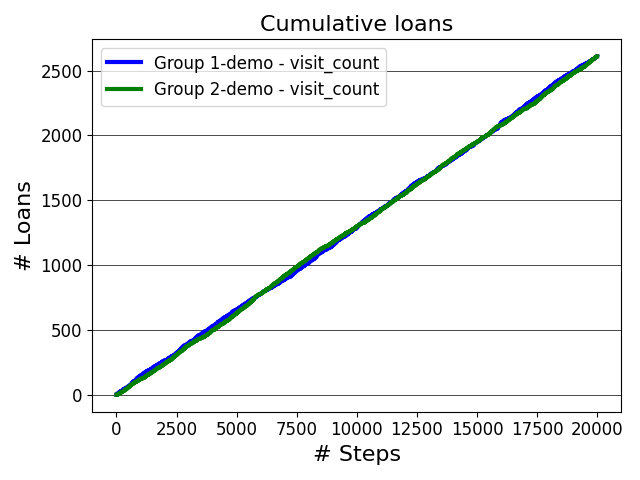 Cumulative loans
Group 1-demo - visit_count
Group 2-demo - visit_count
# Loans
2500
2000
1500
1000
500
0
0 2500 5000 7500 10000 12500 15000 17500 20000
# Steps